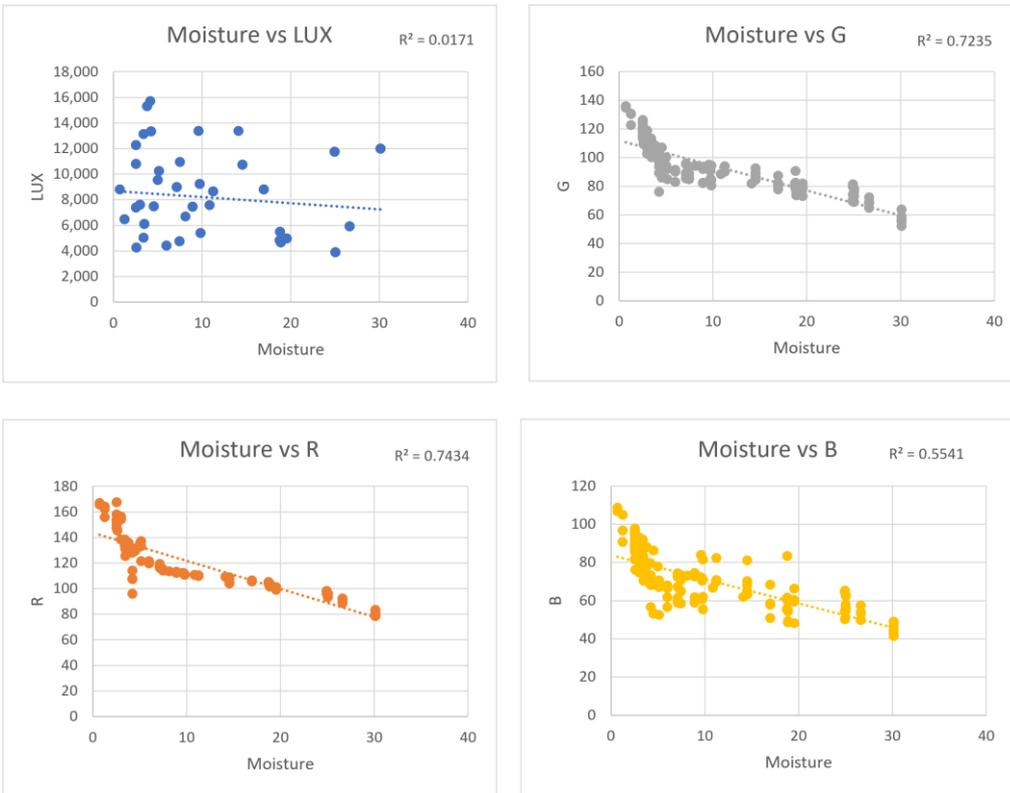 Moisture vs LUX
R² = 0.0171
18,000
16,000
14,000
12,000
10,000
8,000
6,000
4,000
2,000
0
LUX
0 10 20 30 40
Moisture
Moisture vs G
R² = 0.7235
160
140
120
100
80
60
40
20
0
G
0 10 20 30 40
Moisture
Moisture vs R
R² = 0.7434
180
160
140
120
100
80
60
40
20
0
R
0 10 20 30 40
Moisture
Moisture vs B
R² = 0.5541
120
100
80
60
40
20
0
B
0 10 20 30 40
Moisture